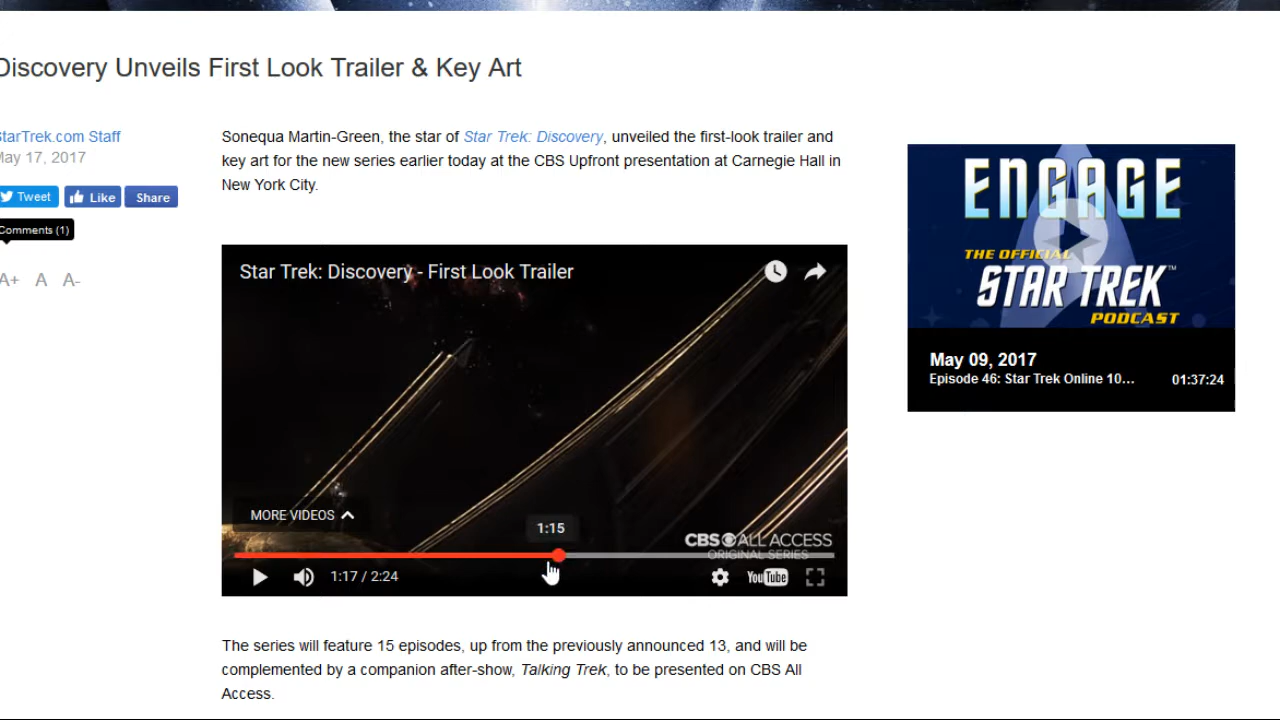 Discovery Unveils First Look Trailer & Key Art
StarTrek.com Staff
May 17, 2017
Tweet
Like
Share
Comments (1)
A+ A A-
Sonequa Martin-Green, the star of Star Trek: Discovery, unveiled the first-look trailer and
key art for the new series earlier today at the CBS Upfront presentation at Carnegie Hall in
New York City.
Star Trek: Discovery - First Look Trailer
MORE VIDEOS
1:15
CBS ALL ACCESS
ORIGINAL SERIES
1:17 / 2:24
YouTube
The series will feature 15 episodes, up from the previously announced 13, and will be
complemented by a companion after-show, Talking Trek, to be presented on CBS All
Access.
ENGAGE
THE OFFICIAL
STAR TREK™
PODCAST
May 09, 2017
Episode 46: Star Trek Online 10...
01:37:24